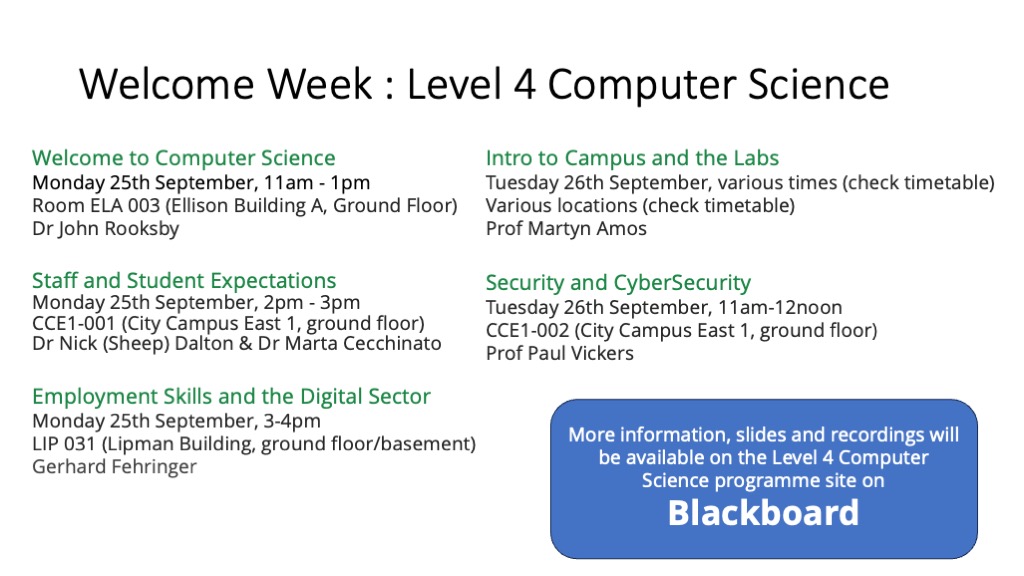 Welcome Week : Level 4 Computer Science
Welcome to Computer Science
Monday 25th September, 11am - 1pm
Room ELA 003 (Ellison Building A, Ground Floor)
Dr John Rooksby
Staff and Student Expectations
Monday 25th September, 2pm - 3pm
CCE1-001 (City Campus East 1, ground floor)
Dr Nick (Sheep) Dalton & Dr Marta Cecchinato
Employment Skills and the Digital Sector
Monday 25th September, 3-4pm
LIP 031 (Lipman Building, ground floor/basement)
Gerhard Fehringer
Intro to Campus and the Labs
Tuesday 26th September, various times (check timetable)
Various locations (check timetable)
Prof Martyn Amos
Security and CyberSecurity
Tuesday 26th September, 11am-12noon
CCE1-002 (City Campus East 1, ground floor)
Prof Paul Vickers
More information, slides and recordings will
be available on the Level 4 Computer
Science programme site on
Blackboard